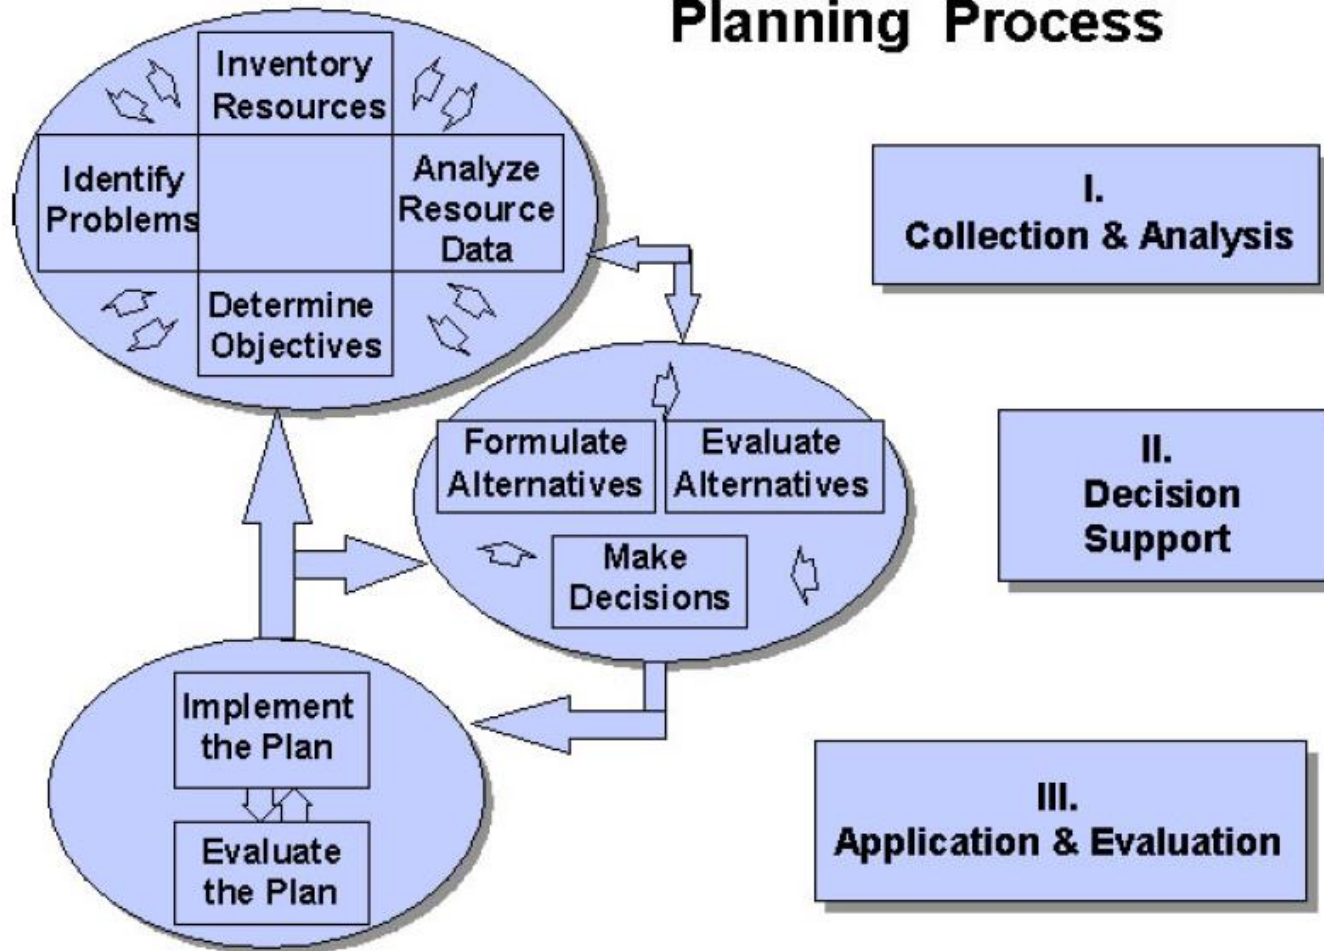 Planning Process
Inventory
Resources
Identify
Problems
Analyze
Resource
Data
Determine
Objectives
I.
Collection & Analysis
Formulate
Alternatives
Evaluate
Alternatives
Make
Decisions
II.
Decision
Support
Implement
the Plan
Evaluate
the Plan
III.
Application & Evaluation